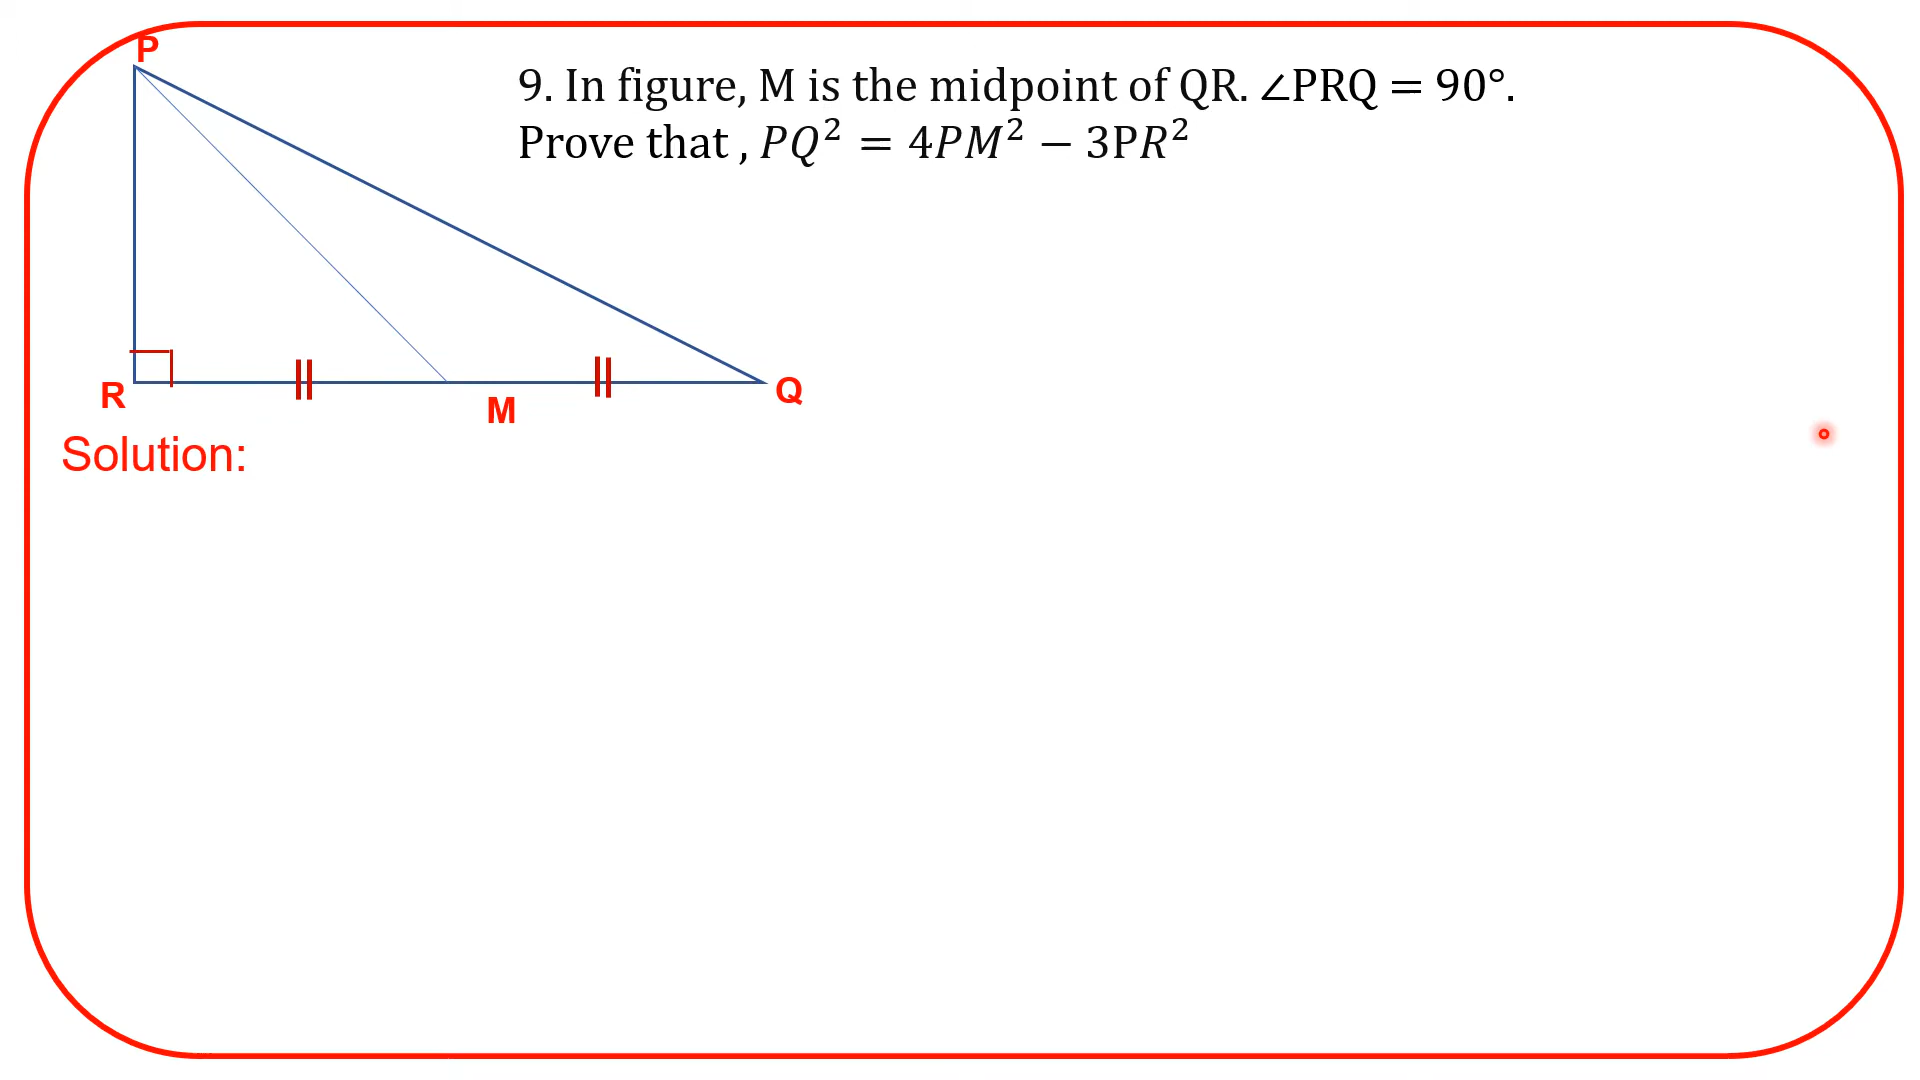 P
9. In figure, M is the midpoint of QR. ∠PRQ = 90°.
Prove that , PQ² = 4PM² − 3PR²
R
M
Q
Solution: